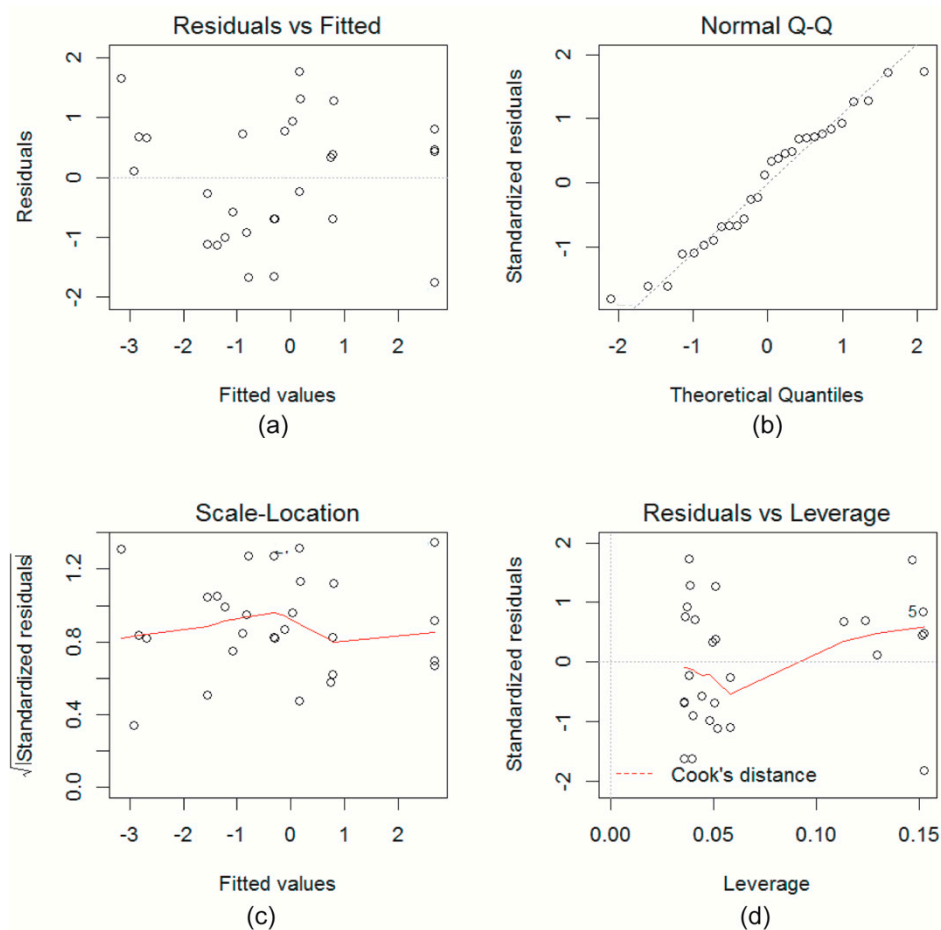 Residuals vs Fitted
Residuals
2
1
0
-1
-2
-3 -2 -1 0 1 2
Fitted values
(a)
Normal Q-Q
Standardized residuals
2
1
0
-1
-2 -1 0 1 2
Theoretical Quantiles
(b)
Scale-Location
√|Standardized residuals|
1.2
0.8
0.4
0.0
-3 -2 -1 0 1 2
Fitted values
(c)
Residuals vs Leverage
Standardized residuals
2
1
0
-1
-2
5
Cook's distance
0.00 0.05 0.10 0.15
Leverage
(d)